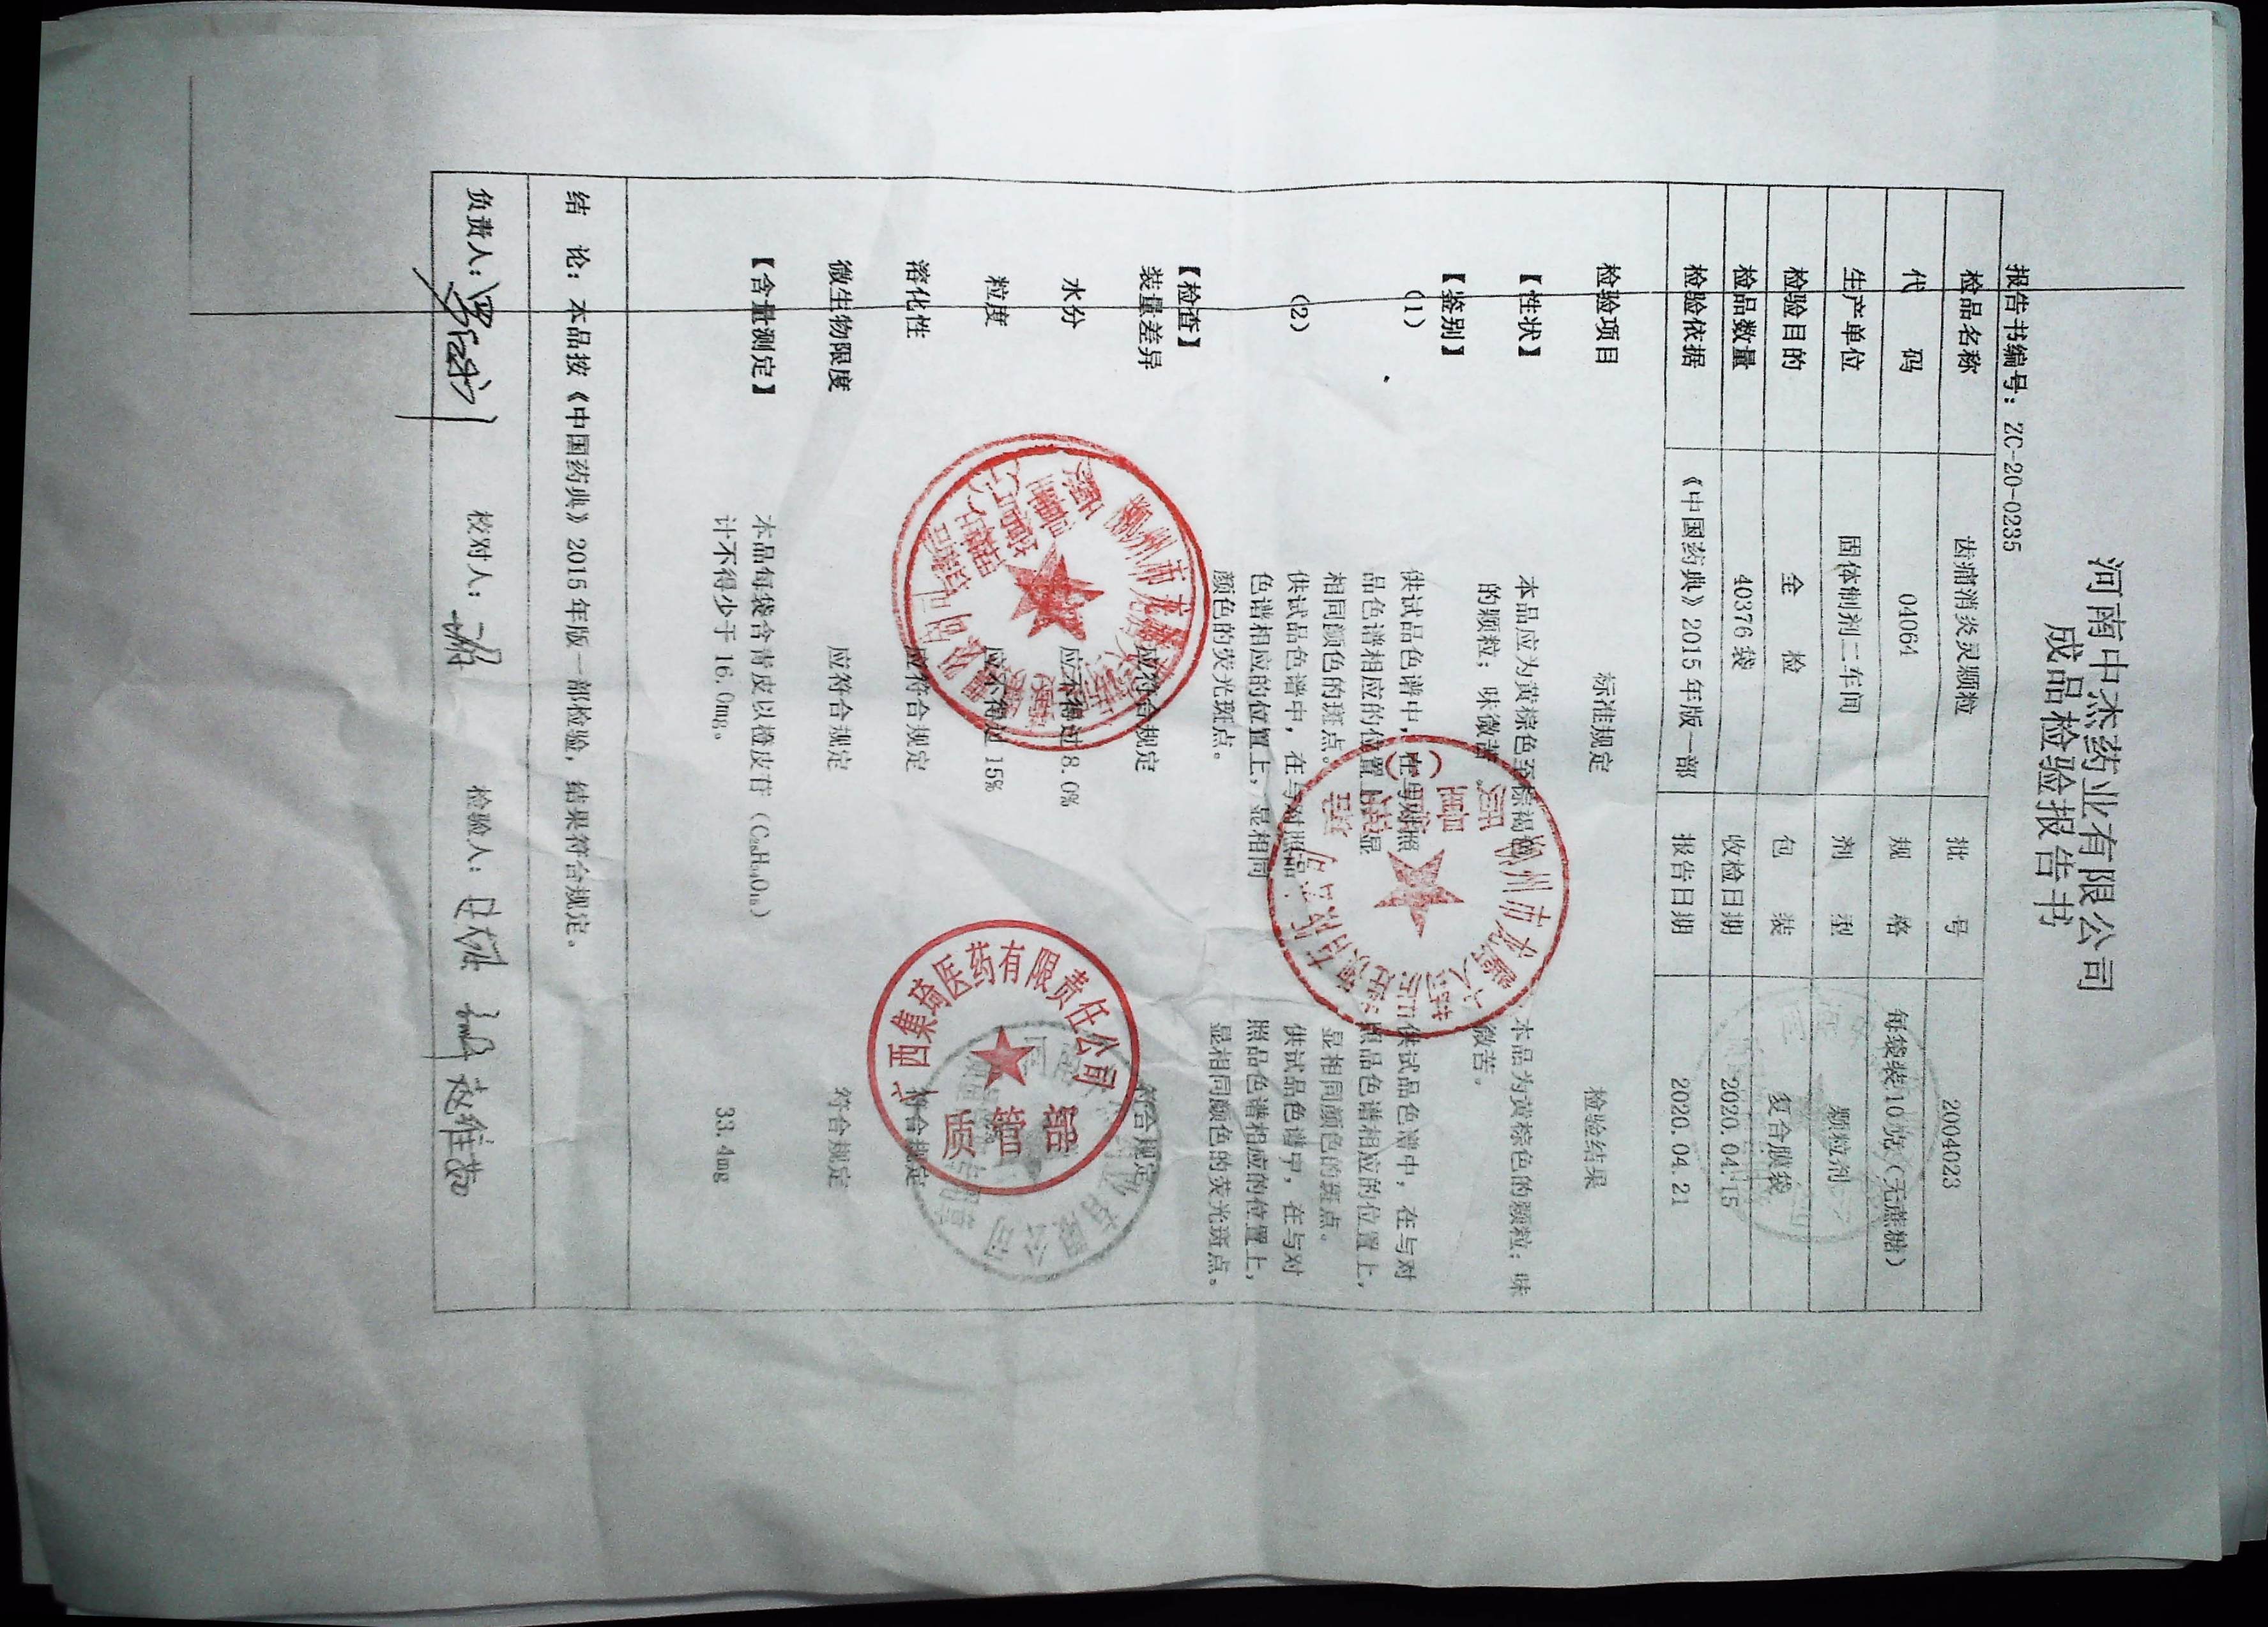 河南中杰药业有限公司
成品检验报告书
报告书编号：ZC-20-0235
检品名称 齿痛消炎灵颗粒 批 号 2004023
代 码 04064 规 格 每袋装10克（无蔗糖）
生产单位 固体制剂二车间 剂 型 颗粒剂
检验目的 全 检 包 装 复合膜袋
检品数量 40376 袋 收检日期 2020.04.15
检验依据 《中国药典》2015 年版一部 报告日期 2020.04.21
检验项目 标准规定 检验结果
【性状】 本品应为黄棕色至棕褐色 本品为黄棕色的颗粒；味
的颗粒；味微苦。 微苦。
【鉴别】
（1） 供试品色谱中，在与对照 供试品色谱中，在与对
品色谱相应的位置上，显 照品色谱相应的位置上，
相同颜色的斑点。 显相同颜色的斑点。
（2） 供试品色谱中，在与对照品 供试品色谱中，在与对
色谱相应的位置上，显相同 照品色谱相应的位置上，
颜色的荧光斑点。 显相同颜色的荧光斑点。
【检查】
装量差异 应符合规定 符合规定
水分 应不得过 8.0%
粒度 应不得过 15%
溶化性 应符合规定 符合规定
微生物限度 应符合规定 符合规定
【含量测定】 本品每袋含青皮以橙皮苷（C₂₈H₃₄O₁₅）
计不得少于 16.0mg。 33.4mg
结 论：本品按《中国药典》2015 年版一部检验，结果符合规定。
负责人： 校对人： 检验人：
广西集琦医药有限责任公司
质管部